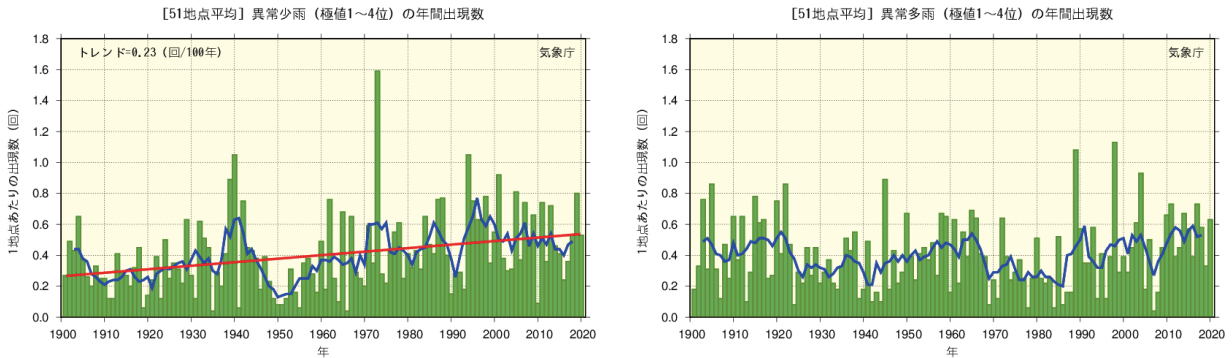 [51地点平均] 異常少雨（極値1〜4位）の年間出現数
トレンド=0.23（回/100年）
気象庁
1地点あたりの出現数（回）
1.8
1.6
1.4
1.2
1.0
0.8
0.6
0.4
0.2
0.0
1900 1910 1920 1930 1940 1950 1960 1970 1980 1990 2000 2010 2020
年
[51地点平均] 異常多雨（極値1〜4位）の年間出現数
気象庁
1地点あたりの出現数（回）
1.8
1.6
1.4
1.2
1.0
0.8
0.6
0.4
0.2
0.0
1900 1910 1920 1930 1940 1950 1960 1970 1980 1990 2000 2010 2020
年